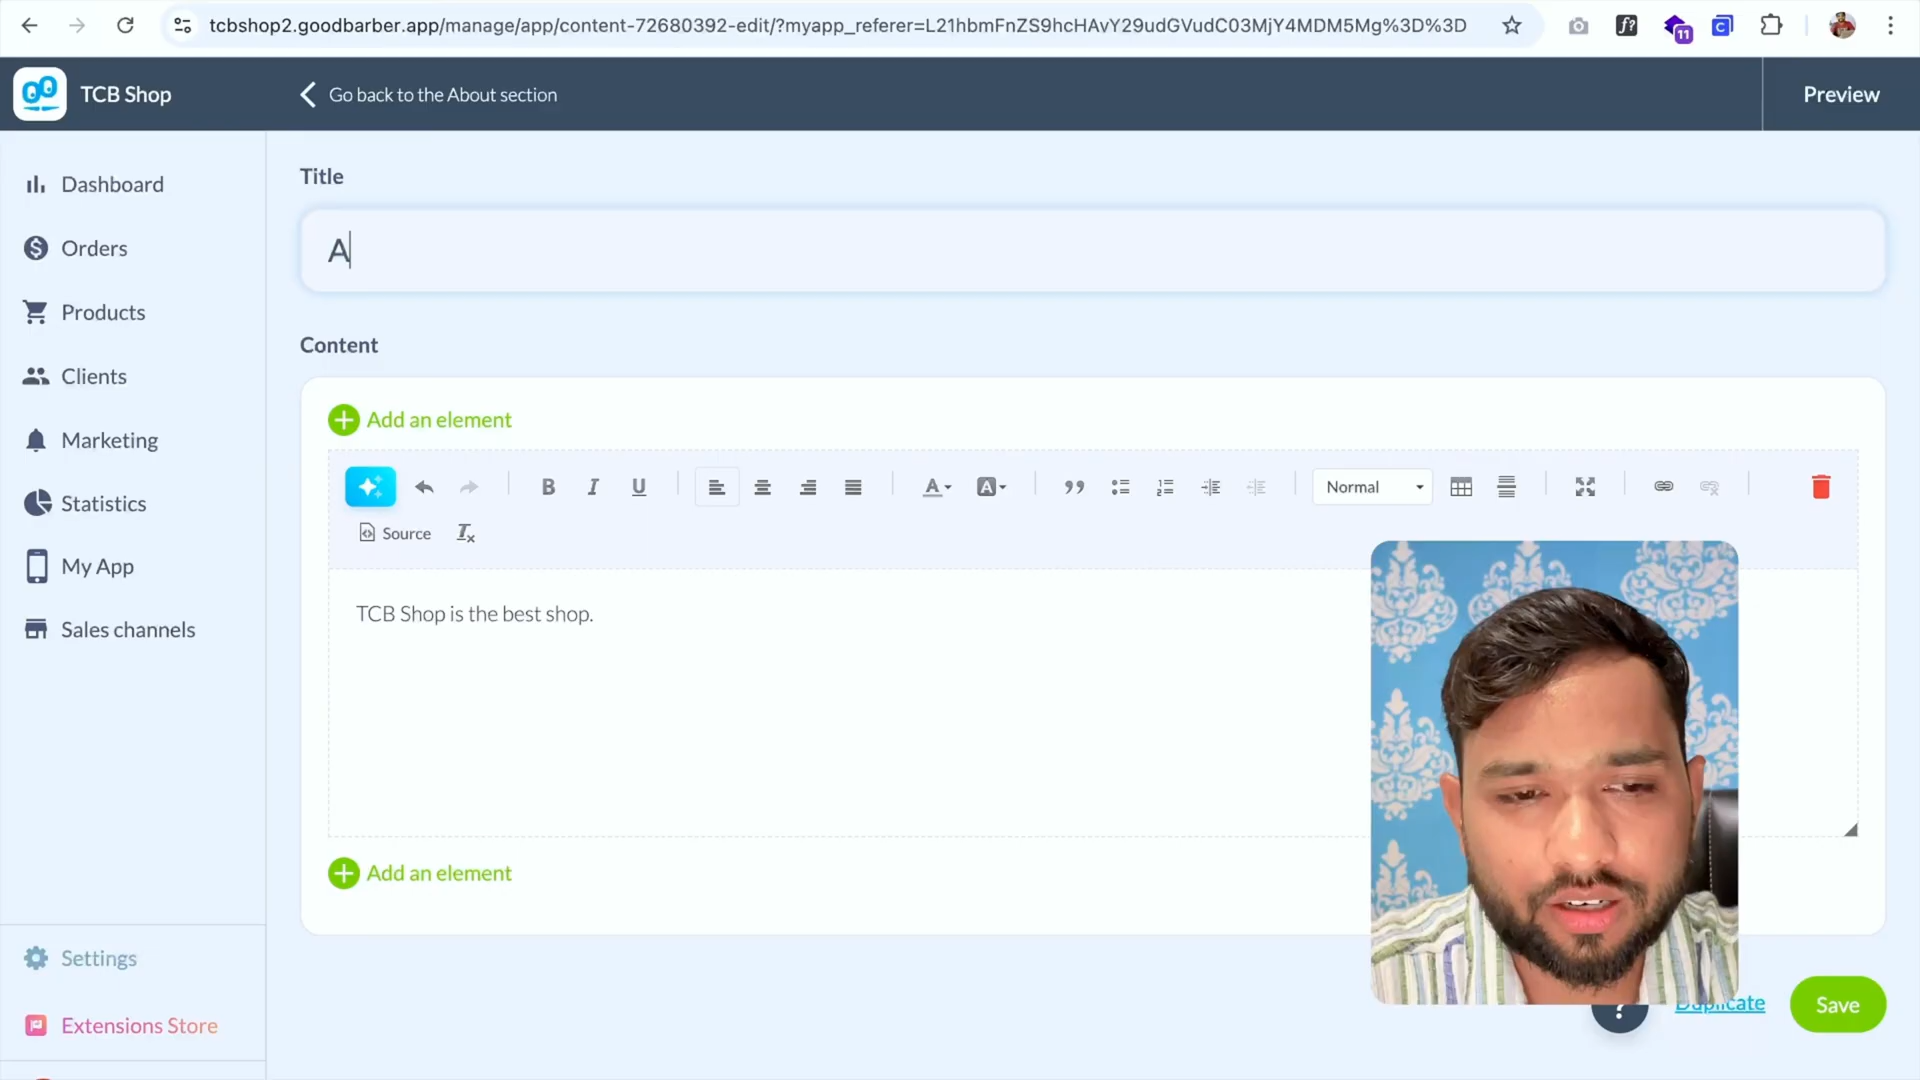 tcbshop2.goodbarber.app/manage/app/content-72680392-edit/?myapp_referer=L21hbmFnZS9hcHAvY29udGVudC03MjY4MDM5Mg%3D%3D
11
TCB Shop
Go back to the About section
Preview
Dashboard
Orders
Products
Clients
Marketing
Statistics
My App
Sales channels
Settings
Extensions Store
Title
A
Content
Add an element
B I U
A
A
Normal
Source
TCB Shop is the best shop.
Add an element
?
Duplicate
Save